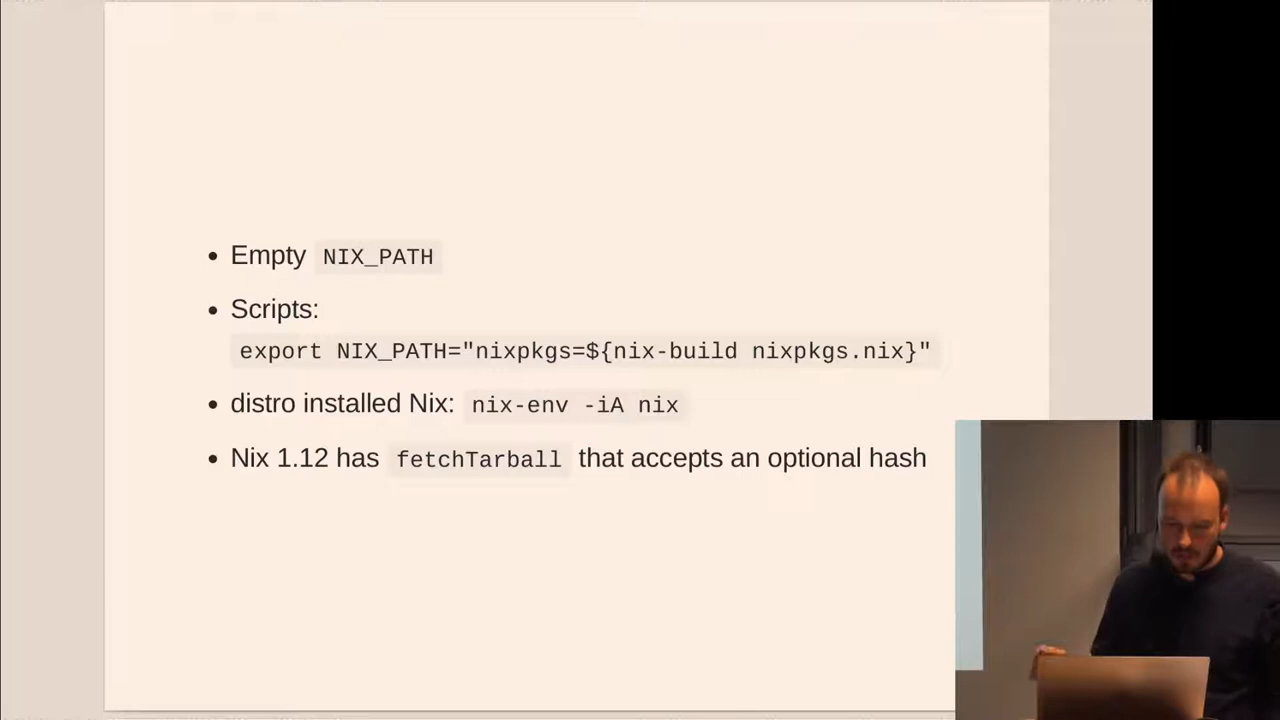 Empty NIX_PATH
Scripts:
export NIX_PATH="nixpkgs=${nix-build nixpkgs.nix}"
distro installed Nix: nix-env -iA nix
Nix 1.12 has fetchTarball that accepts an optional hash